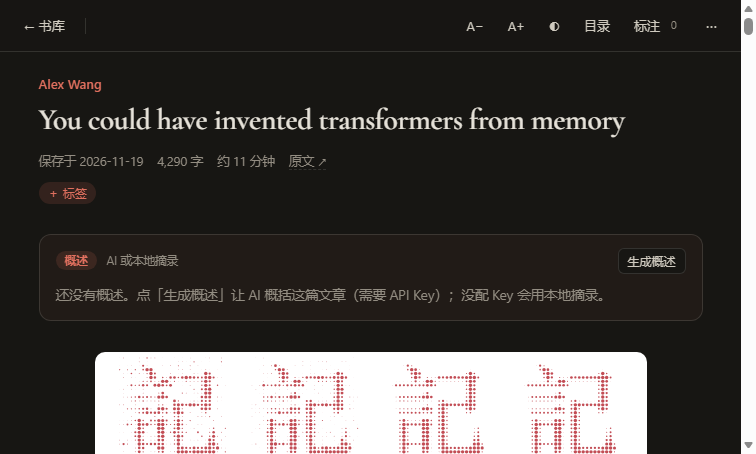 ← 书库 A− A+ ◐ 目录 标注 0 ···
Alex Wang
You could have invented transformers from memory
保存于 2026-11-19 4,290 字 约 11 分钟 原文 ↗
+ 标签
概述 AI 或本地摘录 生成概述
还没有概述。点「生成概述」让 AI 概括这篇文章（需要 API Key）；没配 Key 会用本地摘录。
記 記 記 記